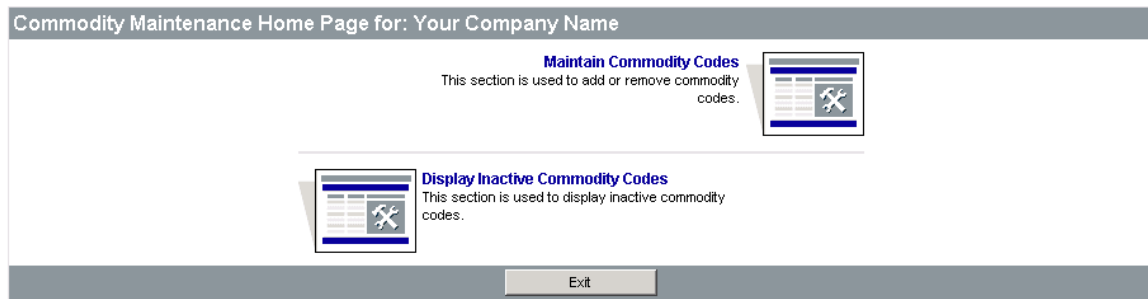 Commodity Maintenance Home Page for: Your Company Name
Maintain Commodity Codes
This section is used to add or remove commodity
codes.
Display Inactive Commodity Codes
This section is used to display inactive commodity
codes.
Exit